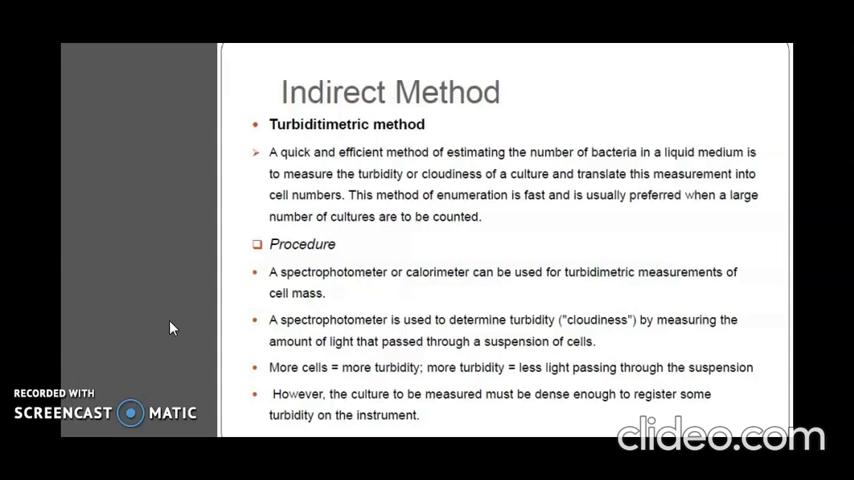 Indirect Method
• Turbiditimetric method
➢ A quick and efficient method of estimating the number of bacteria in a liquid medium is
to measure the turbidity or cloudiness of a culture and translate this measurement into
cell numbers. This method of enumeration is fast and is usually preferred when a large
number of cultures are to be counted.
❑ Procedure
• A spectrophotometer or calorimeter can be used for turbidimetric measurements of
cell mass.
• A spectrophotometer is used to determine turbidity ("cloudiness") by measuring the
amount of light that passed through a suspension of cells.
• More cells = more turbidity; more turbidity = less light passing through the suspension
• However, the culture to be measured must be dense enough to register some
turbidity on the instrument.
RECORDED WITH
SCREENCAST MATIC
clideo.com